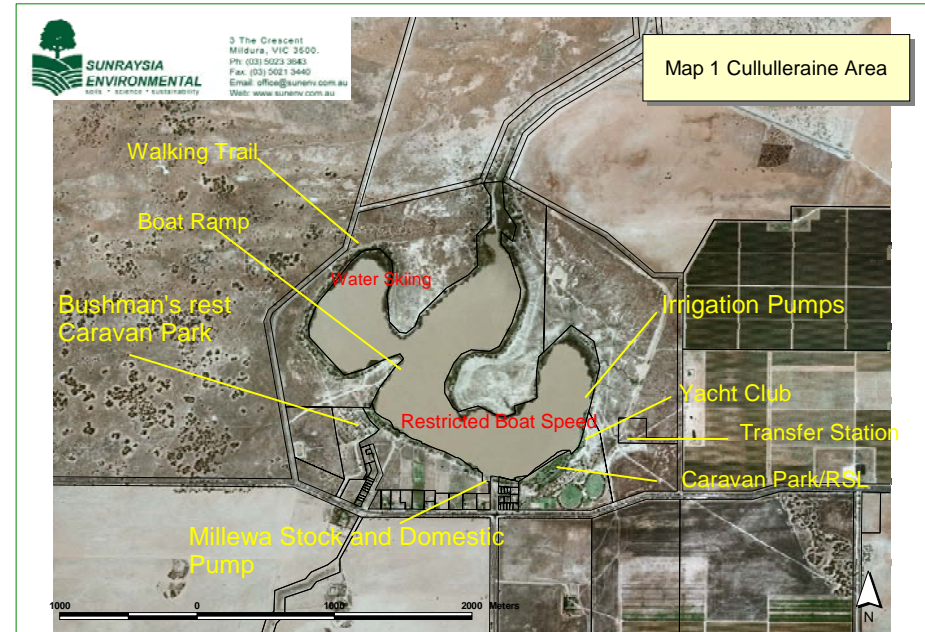 SUNRAYSIA
ENVIRONMENTAL
soils * science * sustainability
3 The Crescent
Mildura, VIC 3500.
Ph: (03) 5023 3843
Fax: (03) 5021 3440
Email: office@sunenv.com.au
Web: www.sunenv.com.au
Map 1 Cullulleraine Area
Walking Trail
Boat Ramp
Water Skiing
Bushman's rest
Caravan Park
Irrigation Pumps
Yacht Club
Restricted Boat Speed
Transfer Station
Caravan Park/RSL
Millewa Stock and Domestic
Pump
1000 0 1000 2000 Meters
N